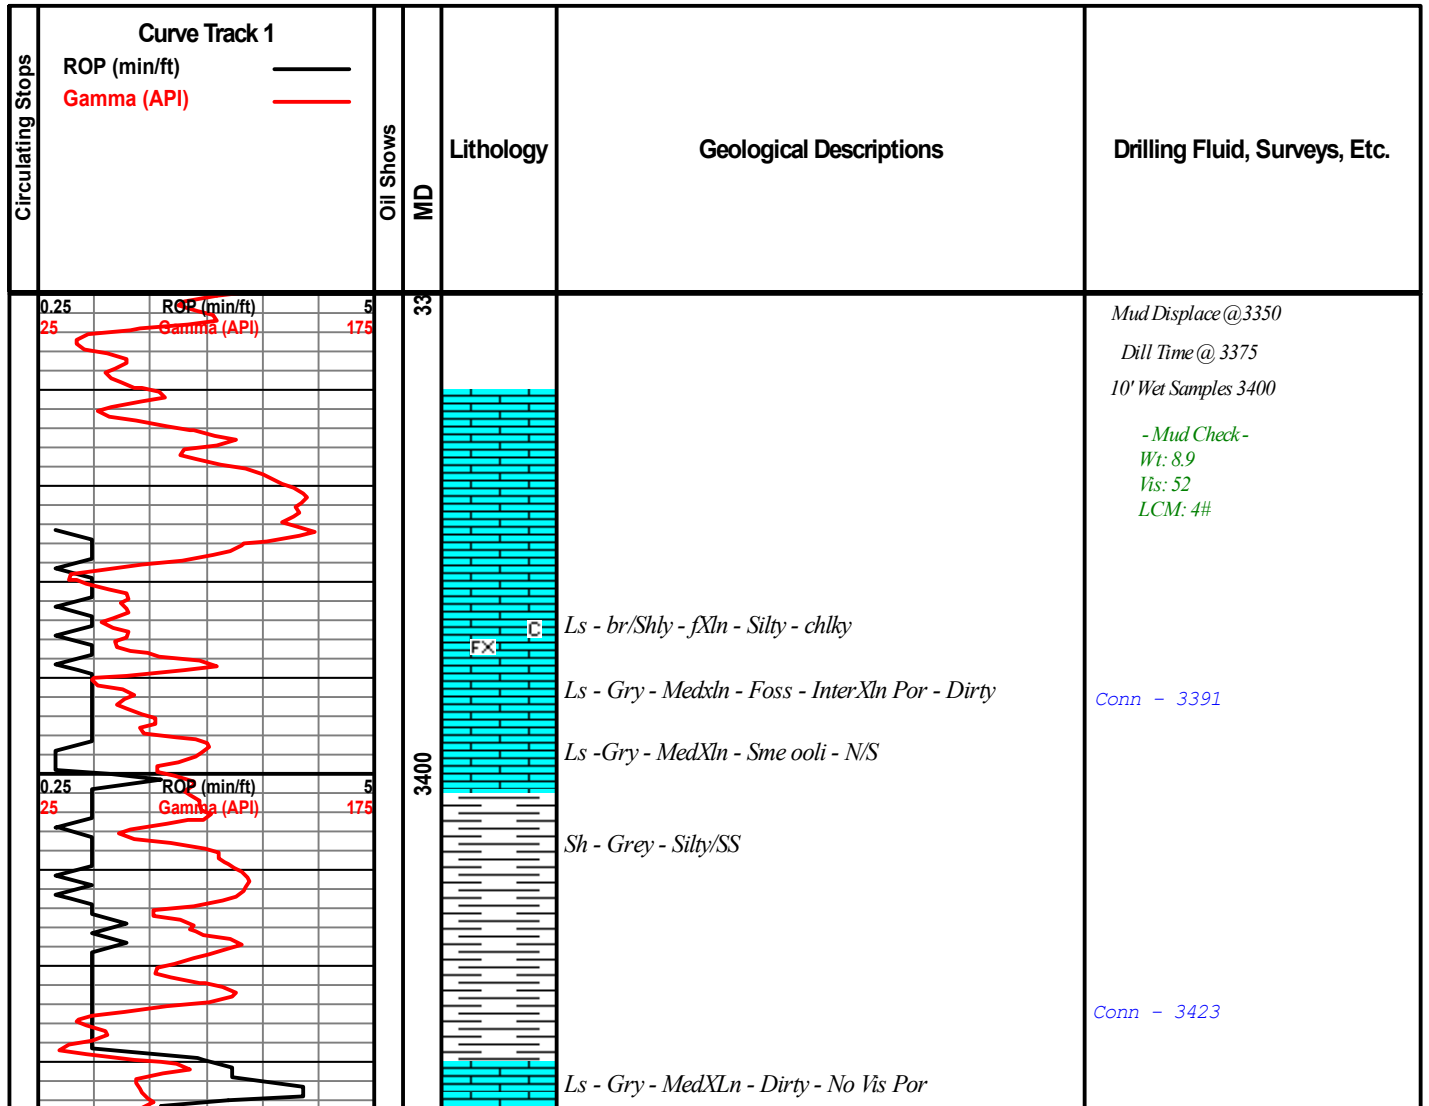 Circulating Stops
Curve Track 1
ROP (min/ft)
Gamma (API)
Oil Shows
MD
Lithology
Geological Descriptions
Drilling Fluid, Surveys, Etc.
0.25 ROP (min/ft) 5
25 Gamma (API) 175
33
Mud Displace @3350
Dill Time @ 3375
10' Wet Samples 3400
- Mud Check -
Wt: 8.9
Vis: 52
LCM: 4#
C
Ls - br/Shly - fXln - Silty - chlky
FX
Ls - Gry - Medxln - Foss - InterXln Por - Dirty
Conn - 3391
Ls -Gry - MedXln - Sme ooli - N/S
3400
0.25 ROP (min/ft) 5
25 Gamma (API) 175
Sh - Grey - Silty/SS
Conn - 3423
Ls - Gry - MedXLn - Dirty - No Vis Por